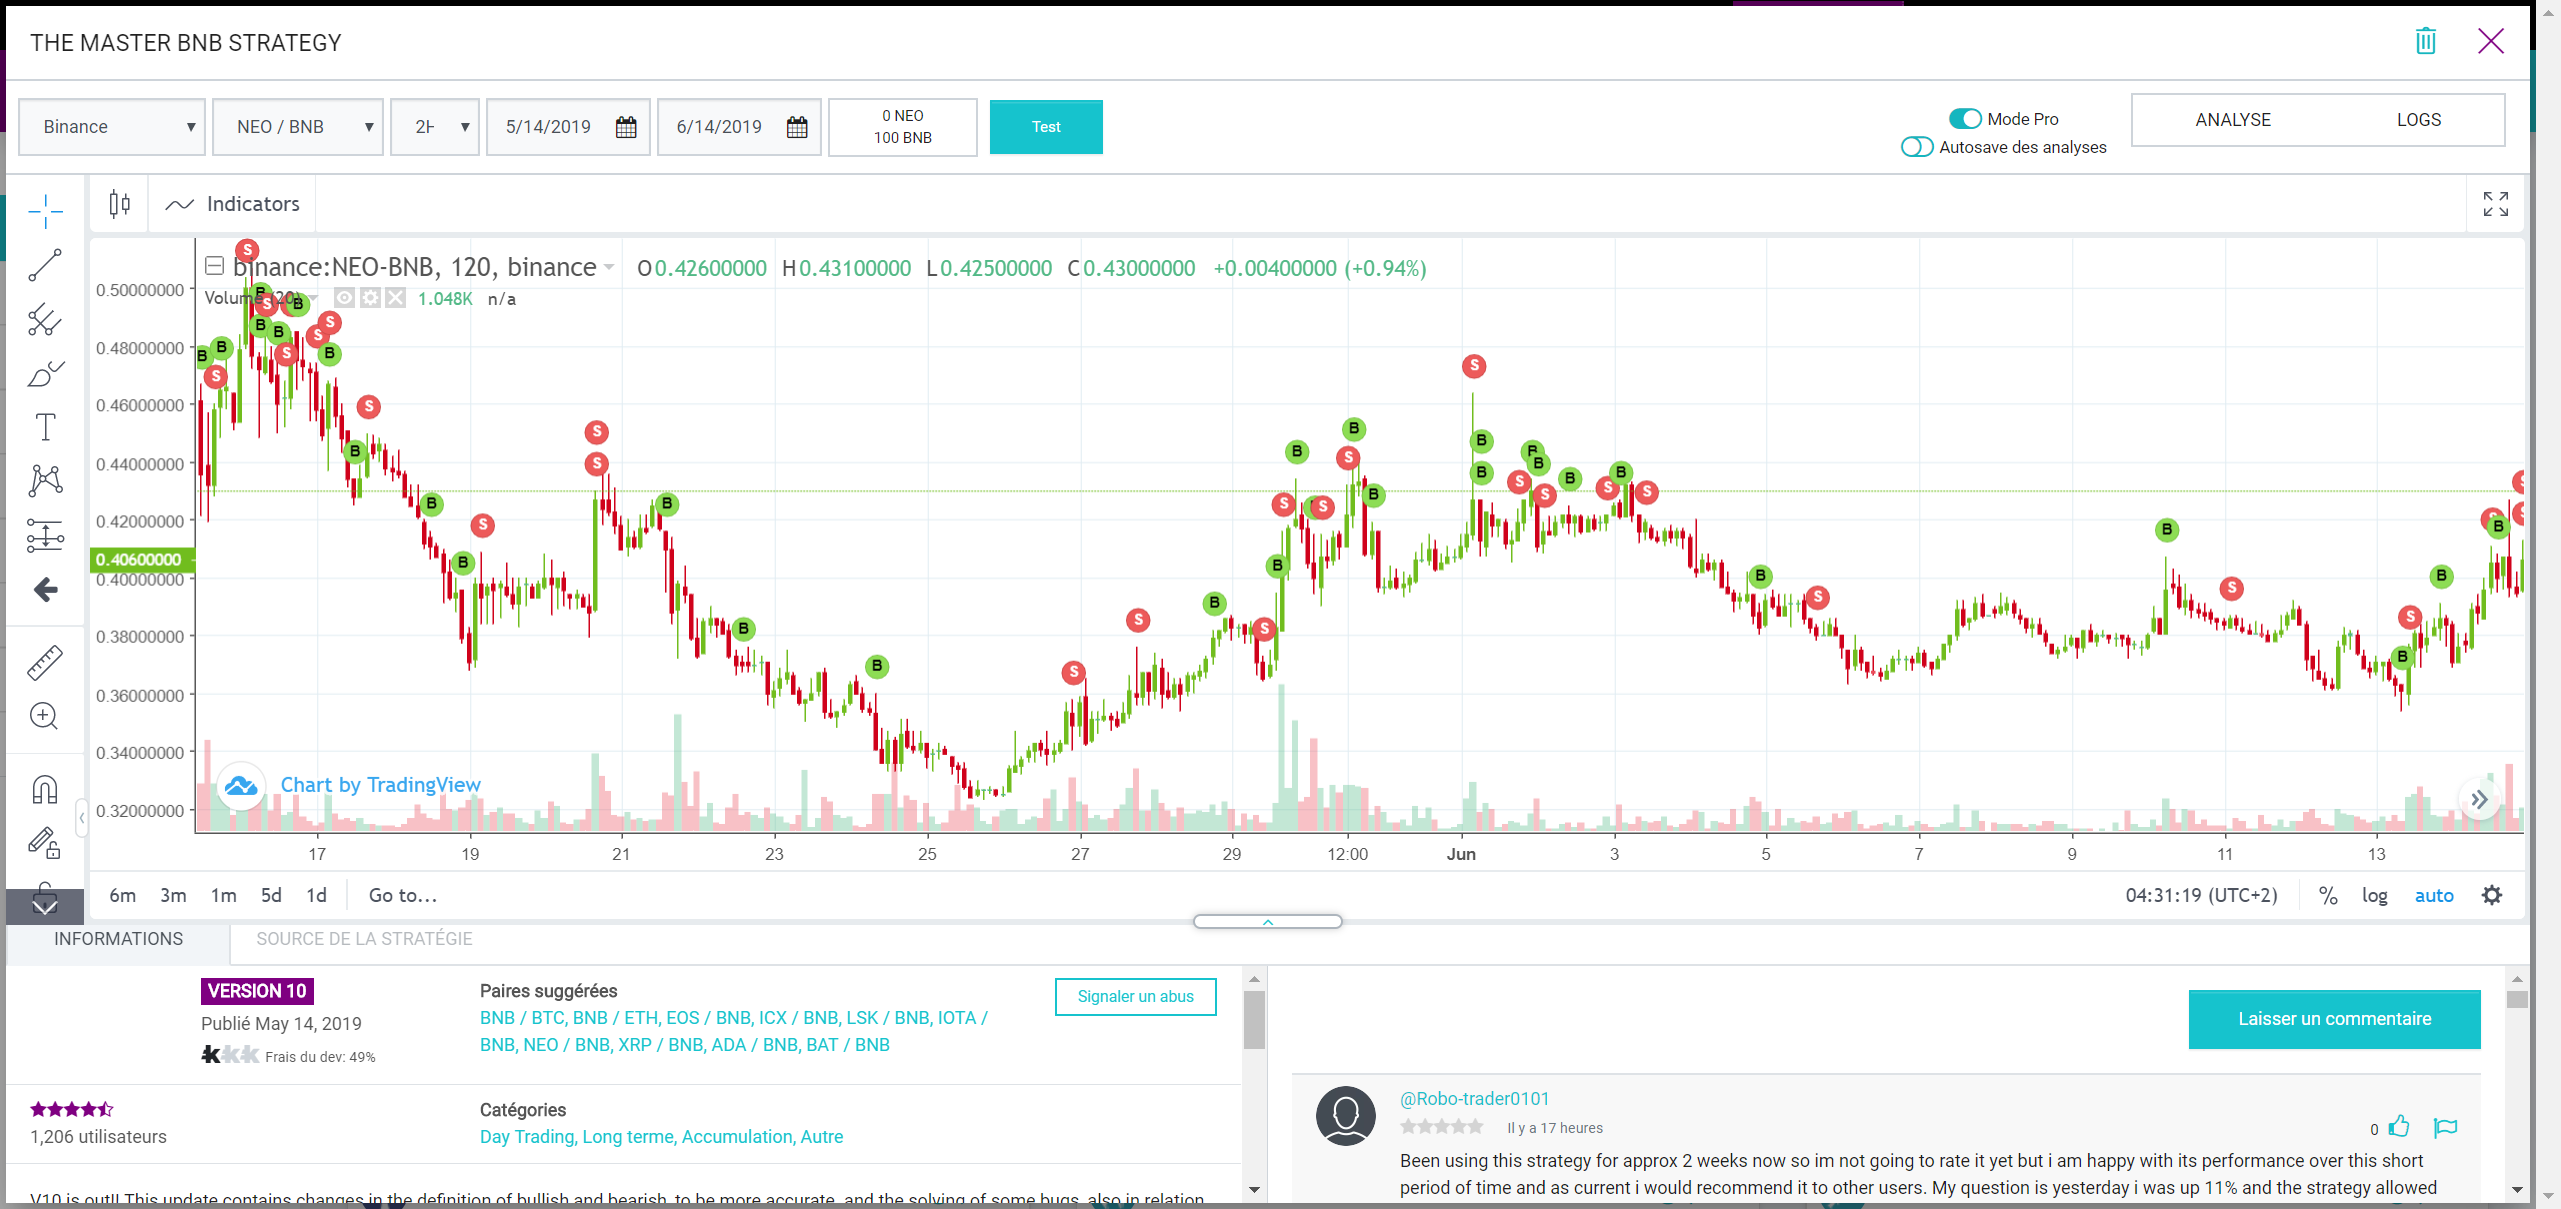 THE MASTER BNB STRATEGY
Binance
NEO / BNB
2H
5/14/2019
6/14/2019
0 NEO
100 BNB
Test
Mode Pro
Autosave des analyses
ANALYSE
LOGS
Indicators
binance:NEO-BNB, 120, binance
O0.42600000 H0.43100000 L0.42500000 C0.43000000 +0.00400000 (+0.94%)
Volume (20)
1.048K n/a
0.50000000
0.48000000
0.46000000
0.44000000
0.42000000
0.40600000
0.40000000
0.38000000
0.36000000
0.34000000
0.32000000
Chart by TradingView
17 19 21 23 25 27 29 12:00 Jun 3 5 7 9 11 13
6m 3m 1m 5d 1d Go to...
04:31:19 (UTC+2) % log auto
INFORMATIONS
SOURCE DE LA STRATÉGIE
VERSION 10
Publié May 14, 2019
Frais du dev: 49%
Paires suggérées
BNB / BTC, BNB / ETH, EOS / BNB, ICX / BNB, LSK / BNB, IOTA /
BNB, NEO / BNB, XRP / BNB, ADA / BNB, BAT / BNB
Signaler un abus
1,206 utilisateurs
Catégories
Day Trading, Long terme, Accumulation, Autre
V10 is out!! This update contains changes in the definition of bullish and bearish, to be more accurate, and the solving of some bugs, also in relation
Laisser un commentaire
@Robo-trader0101
Il y a 17 heures
0
Been using this strategy for approx 2 weeks now so im not going to rate it yet but i am happy with its performance over this short
period of time and as current i would recommend it to other users. My question is yesterday i was up 11% and the strategy allowed